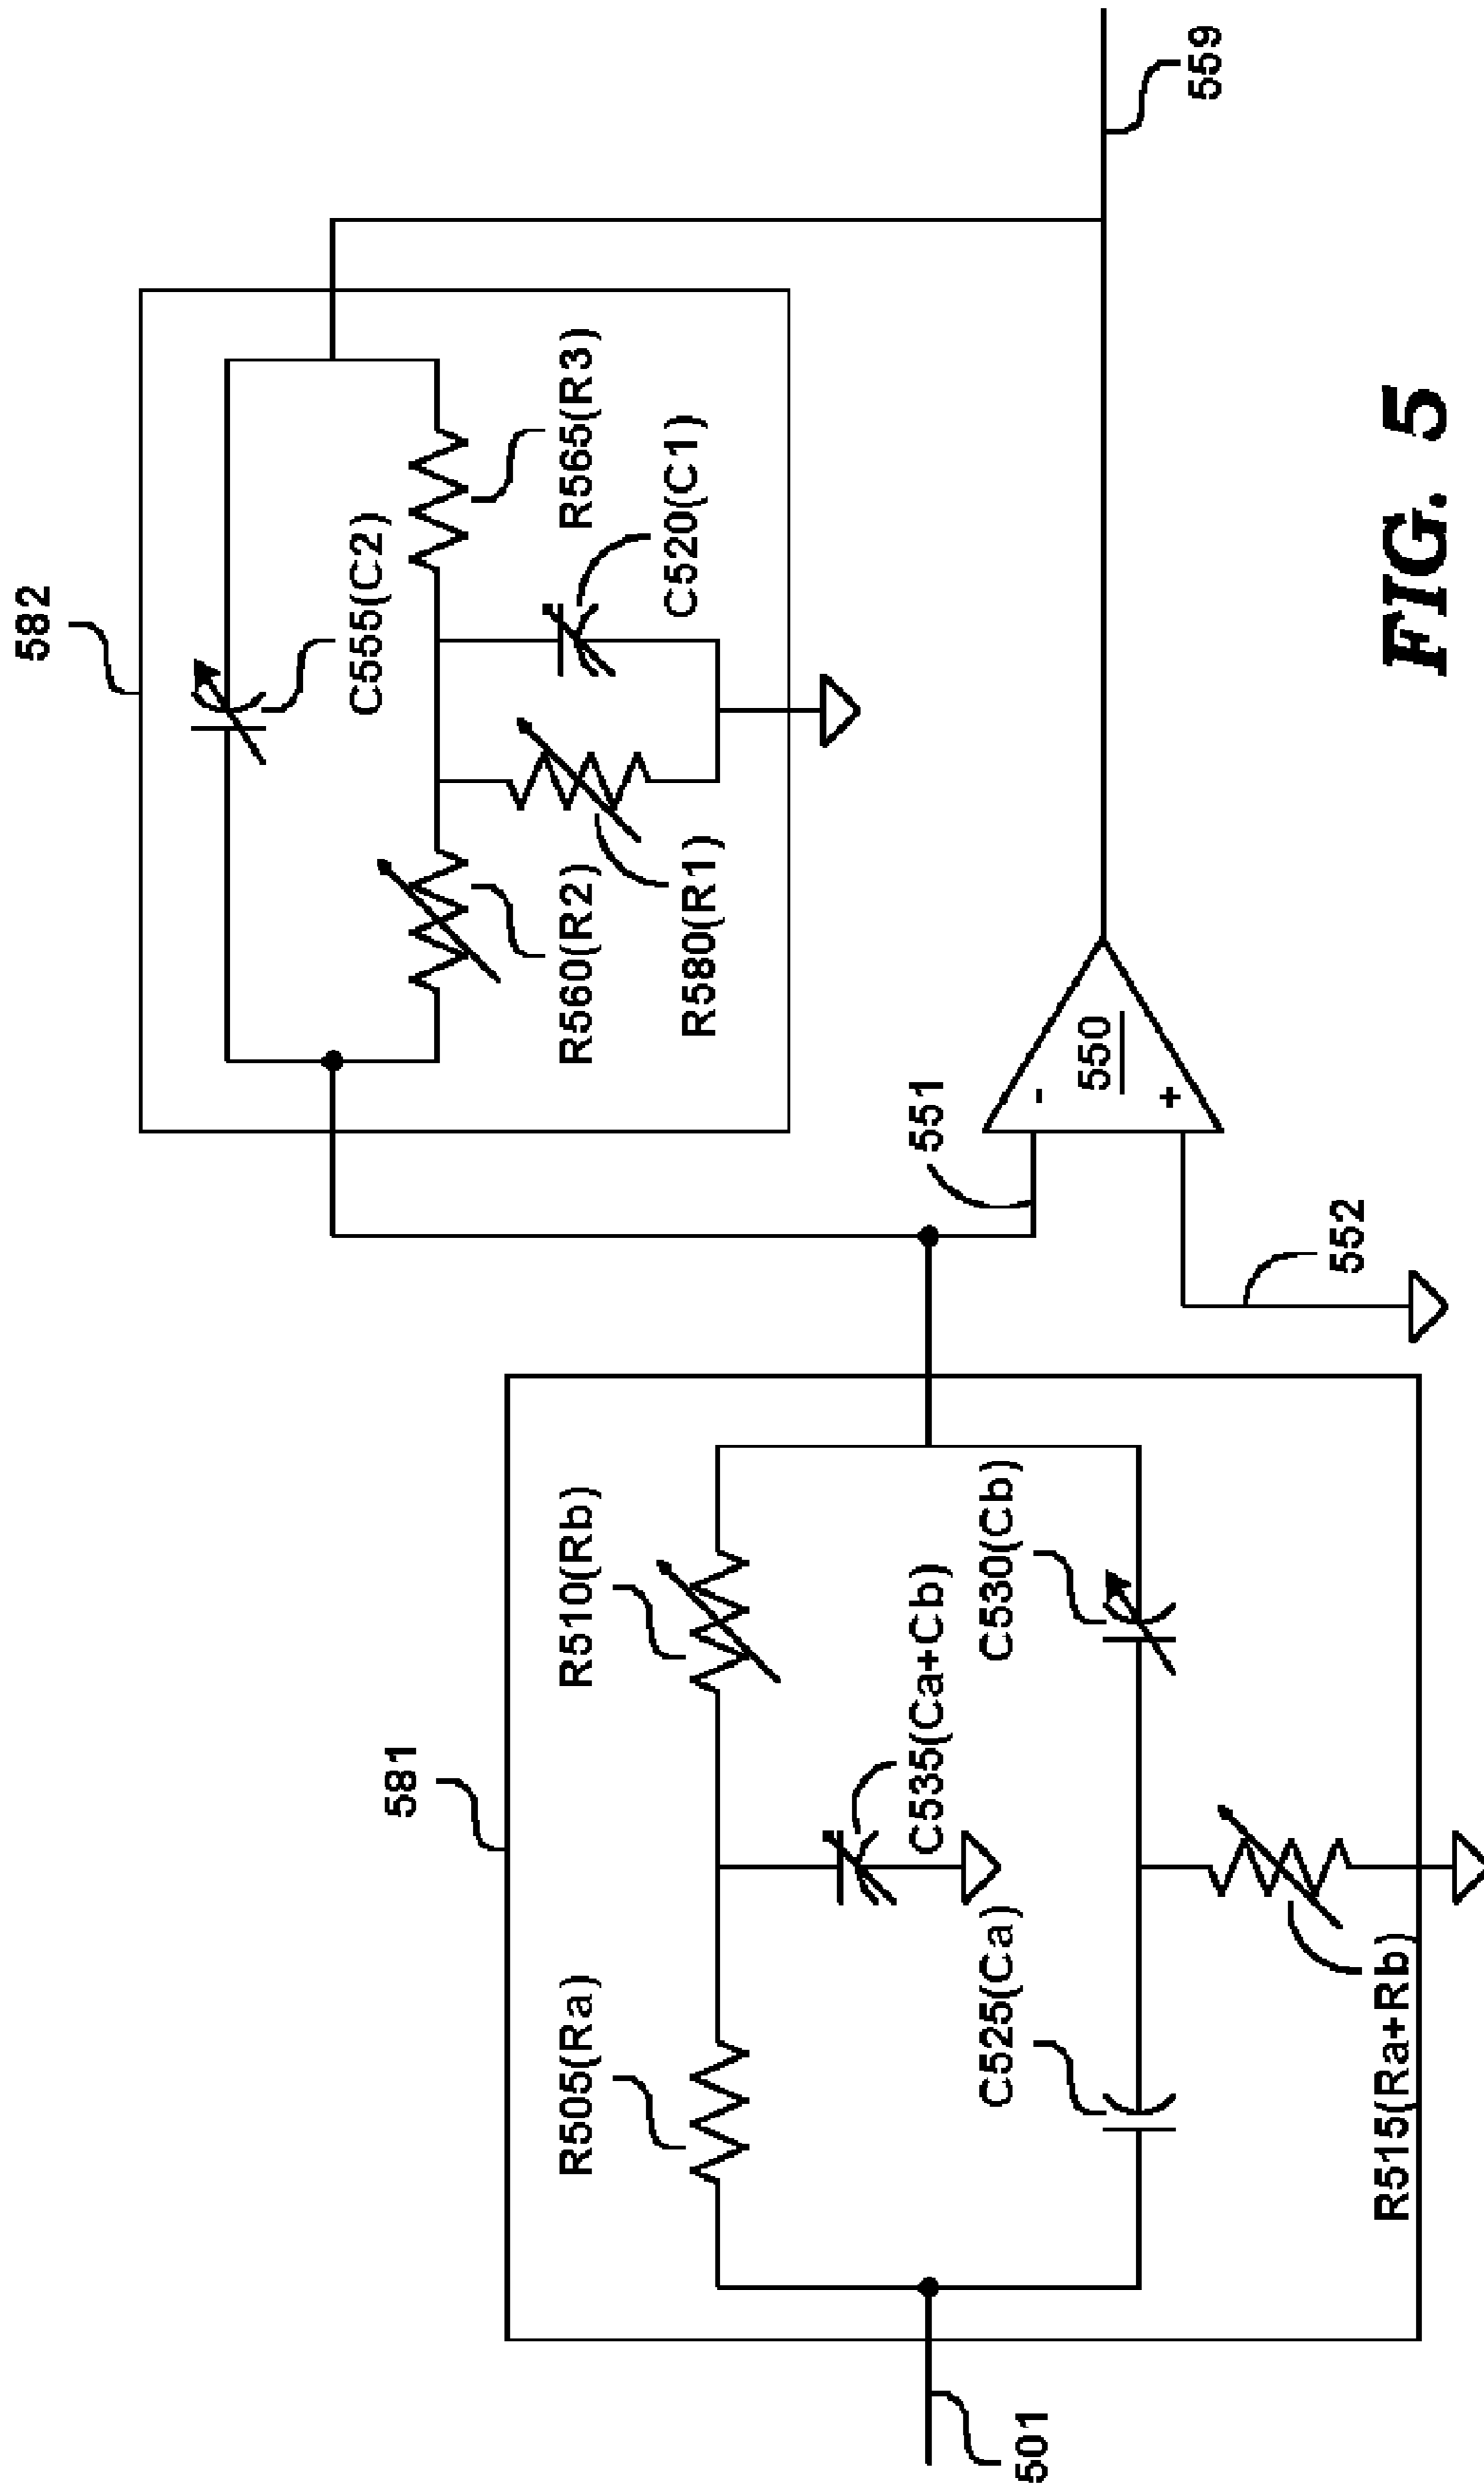 582
C555(C2)
R565(R3)
R560(R2)
C520(C1)
R580(R1)
581
R505(Ra)
R510(Rb)
C535(Ca+Cb)
C525(Ca)
C530(Cb)
R515(Ra+Rb)
501
551
-
550
+
552
559
FIG. 5